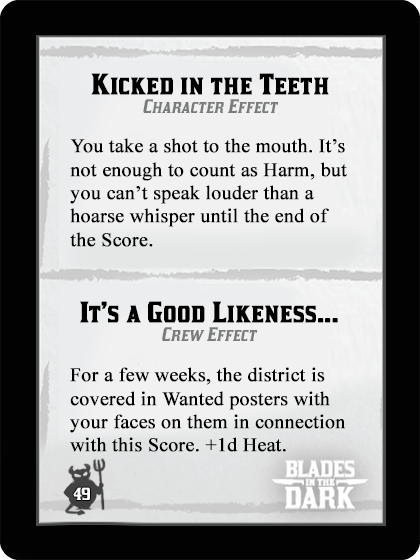 Kicked in the Teeth
Character Effect
You take a shot to the mouth. It's
not enough to count as Harm, but
you can't speak louder than a
hoarse whisper until the end of
the Score.
It's a Good Likeness...
Crew Effect
For a few weeks, the district is
covered in Wanted posters with
your faces on them in connection
with this Score. +1d Heat.
49
BLADES
IN THE
DARK